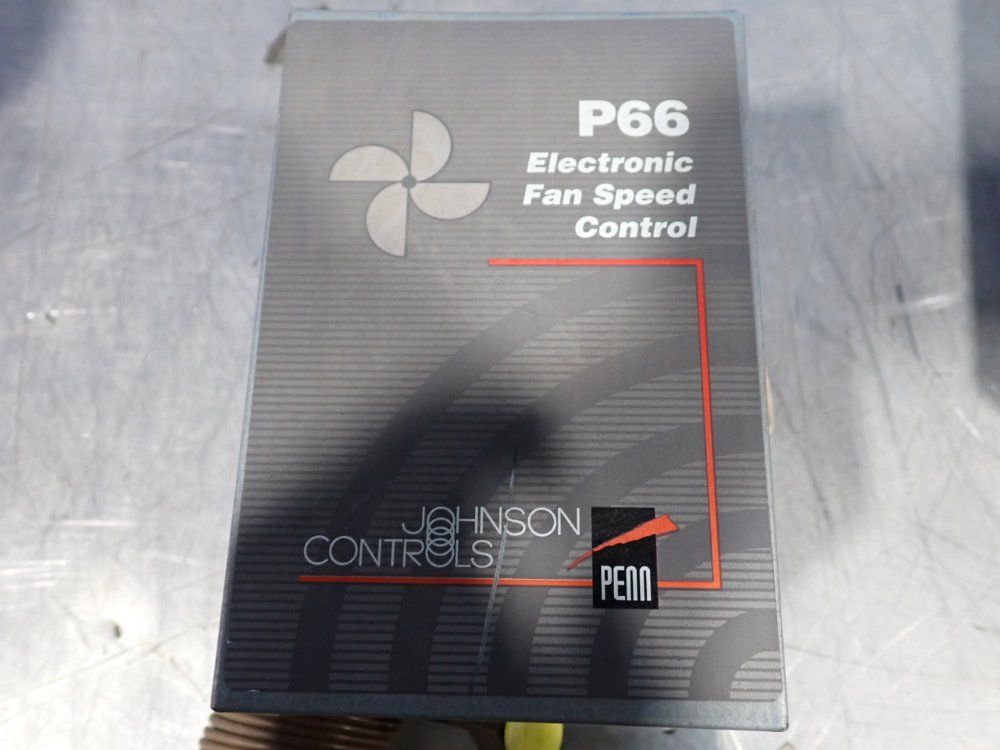 P66
Electronic
Fan Speed
Control
JOHNSON
CONTROLS
PENN